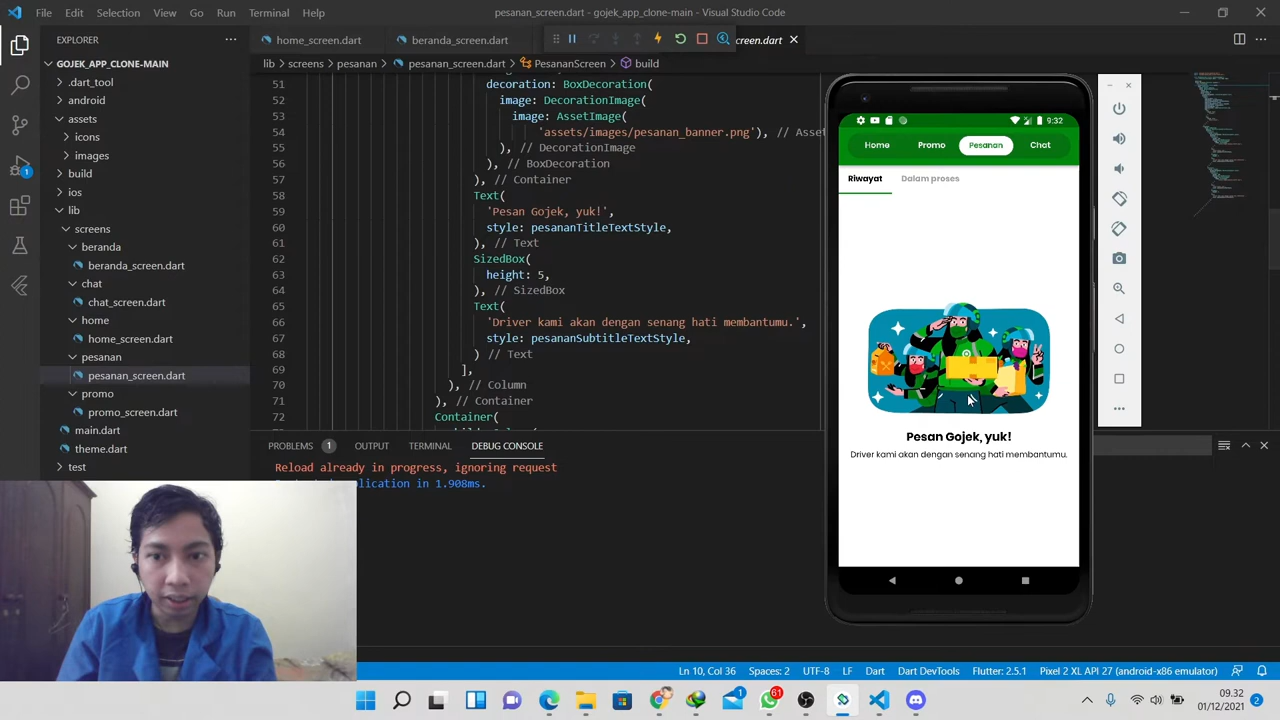 File Edit Selection View Go Run Terminal Help
pesanan_screen.dart - gojek_app_clone-main - Visual Studio Code
EXPLORER
home_screen.dart
beranda_screen.dart
creen.dart
GOJEK_APP_CLONE-MAIN
.dart_tool
android
assets
icons
images
build
ios
lib
screens
beranda
beranda_screen.dart
chat
chat_screen.dart
home
home_screen.dart
pesanan
pesanan_screen.dart
promo
promo_screen.dart
main.dart
theme.dart
test
1
lib > screens > pesanan > pesanan_screen.dart > PesananScreen > build
51 decoration: BoxDecoration(
52 image: DecorationImage(
53 image: AssetImage(
54 'assets/images/pesanan_banner.png'), // Asset
55 ), // DecorationImage
56 ), // BoxDecoration
57 ), // Container
58 Text(
59 'Pesan Gojek, yuk!',
60 style: pesananTitleTextStyle,
61 ), // Text
62 SizedBox(
63 height: 5,
64 ), // SizedBox
65 Text(
66 'Driver kami akan dengan senang hati membantumu.',
67 style: pesananSubtitleTextStyle,
68 ) // Text
69 ],
70 ), // Column
71 ), // Container
72 Container(
PROBLEMS 1 OUTPUT TERMINAL DEBUG CONSOLE
Reload already in progress, ignoring request
9:32
Home Promo Pesanan Chat
Riwayat Dalam proses
Pesan Gojek, yuk!
Driver kami akan dengan senang hati membantumu.
Ln 10, Col 36 Spaces: 2 UTF-8 LF Dart Dart DevTools Flutter: 2.5.1 Pixel 2 XL API 27 (android-x86 emulator)
1
61
09.32
01/12/2021
2